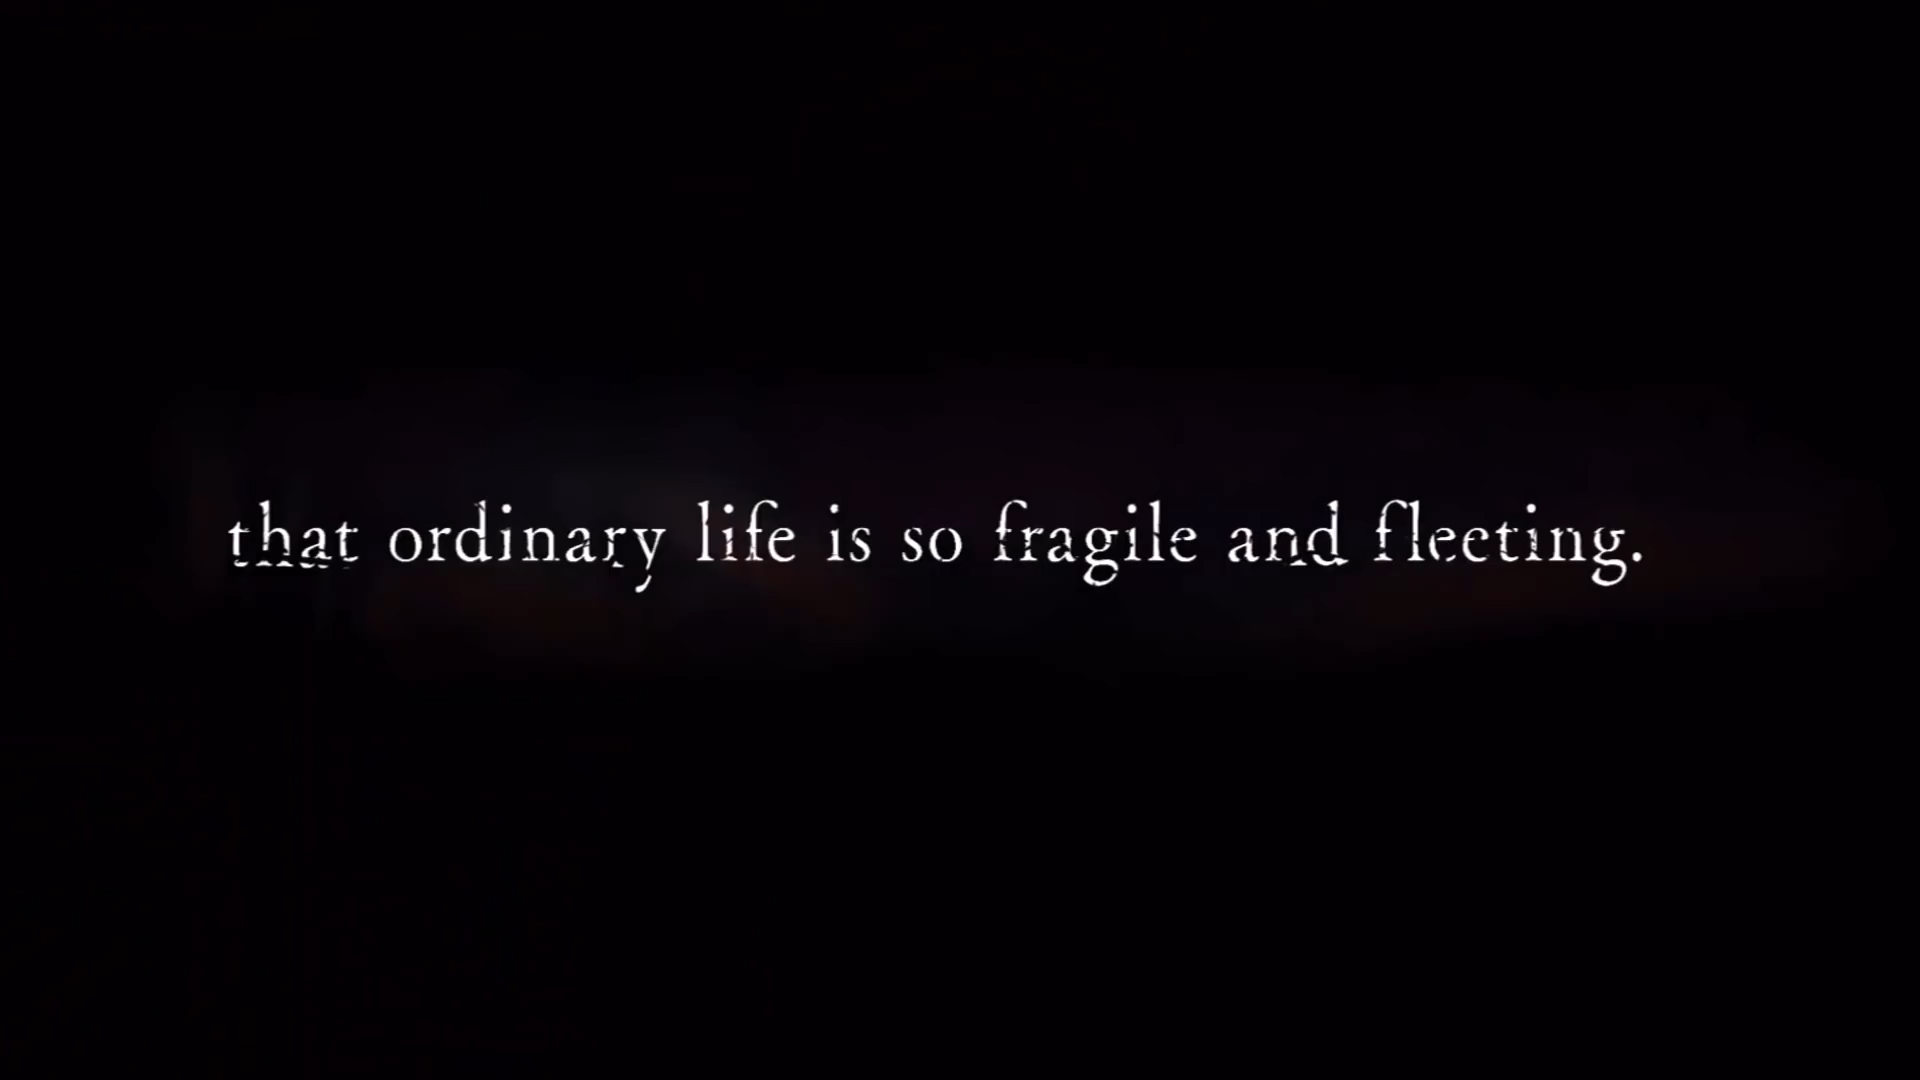 that ordinary life is so fragile and fleeting.